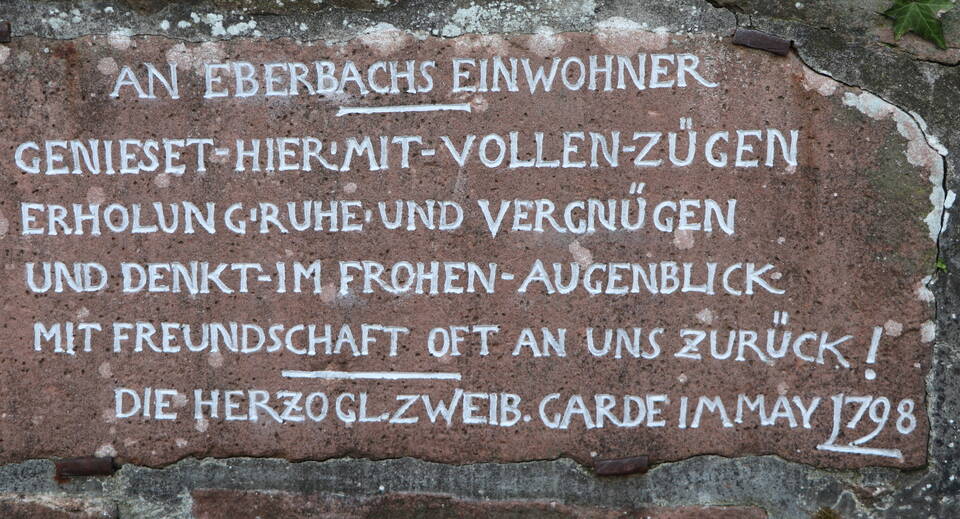 AN EBERBACHS EINWOHNER
GENIESET-HIER·MIT-VOLLEN-ZÜGEN
ERHOLUNG·RUHE·UND VERGNÜGEN
UND DENKT-IM FROHEN-AUGENBLICK·
MIT FREUNDSCHAFT OFT AN UNS ZURÜCK!
DIE HERZOGL.ZWEIB.GARDE IM MAY 1798